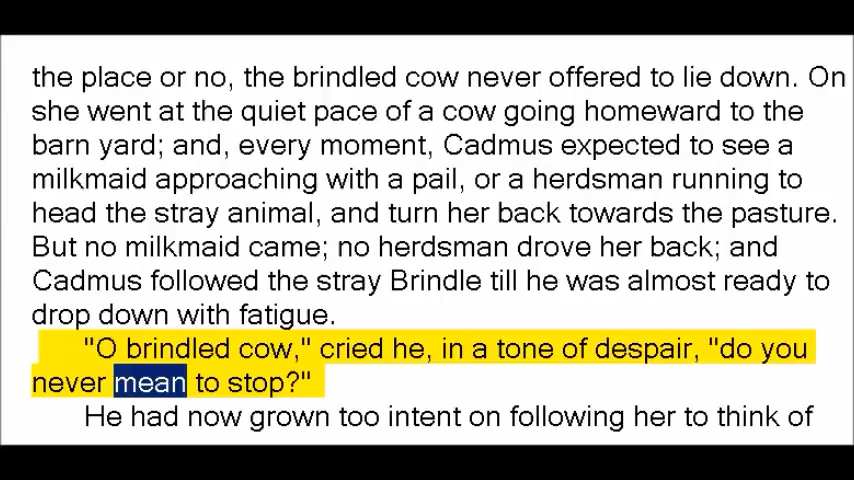 the place or no, the brindled cow never offered to lie down. On
she went at the quiet pace of a cow going homeward to the
barn yard; and, every moment, Cadmus expected to see a
milkmaid approaching with a pail, or a herdsman running to
head the stray animal, and turn her back towards the pasture.
But no milkmaid came; no herdsman drove her back; and
Cadmus followed the stray Brindle till he was almost ready to
drop down with fatigue.
"O brindled cow," cried he, in a tone of despair, "do you
never mean to stop?"
He had now grown too intent on following her to think of